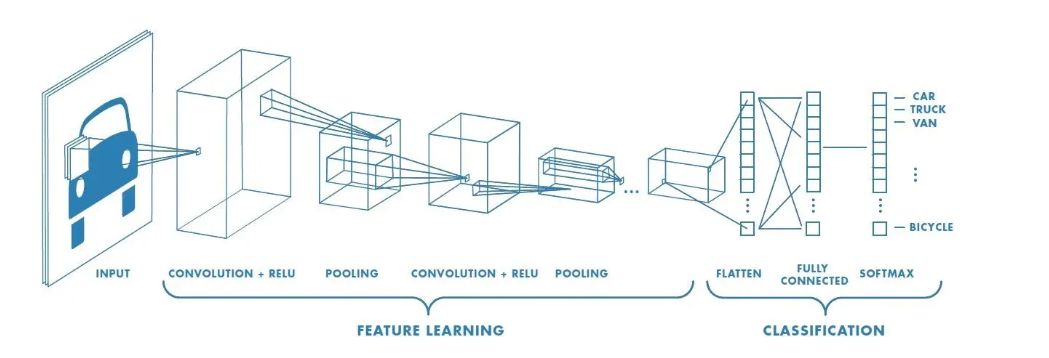 CAR
TRUCK
VAN
BICYCLE
INPUT
CONVOLUTION + RELU
POOLING
CONVOLUTION + RELU
POOLING
FLATTEN
FULLY
CONNECTED
SOFTMAX
FEATURE LEARNING
CLASSIFICATION